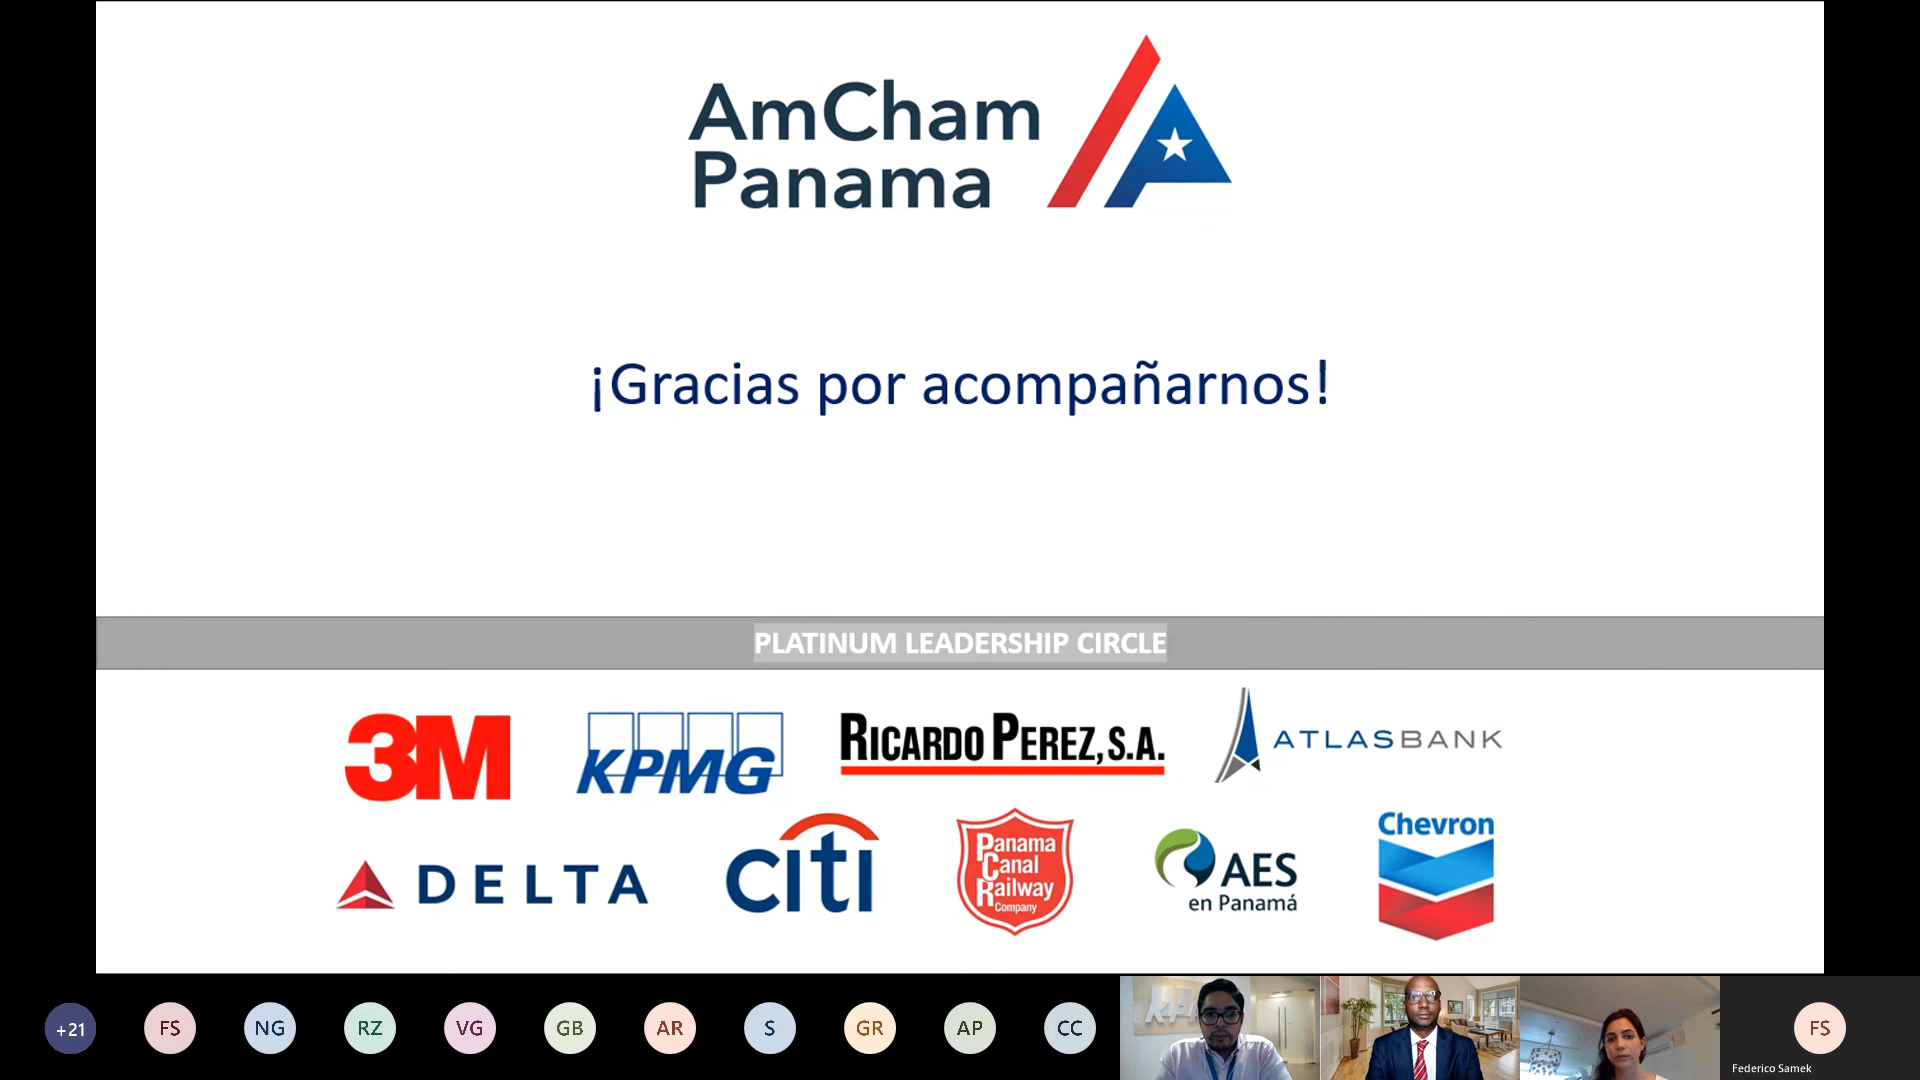 AmCham
Panama
¡Gracias por acompañarnos!
PLATINUM LEADERSHIP CIRCLE
3M
KPMG
RICARDO PEREZ, S.A.
ATLASBANK
DELTA
citi
Panama
Canal
Railway
Company
AES
en Panamá
Chevron
+21
FS
NG
RZ
VG
GB
AR
S
GR
AP
CC
FS
Federico Samek